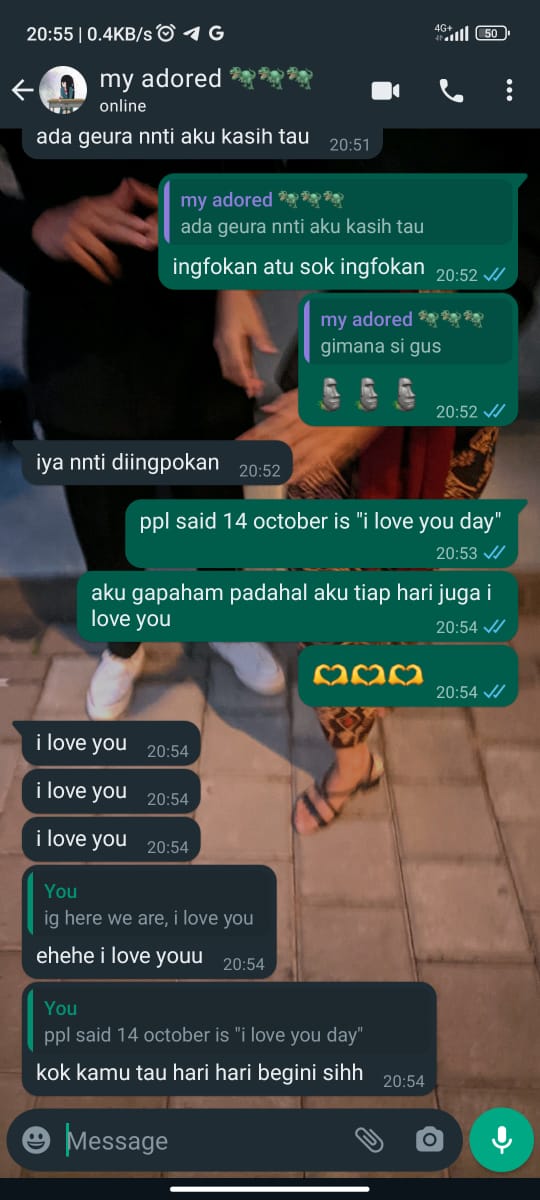 20:55 | 0.4KB/s
4G+
50
my adored 🦖🦖🦖
online
ada geura nnti aku kasih tau 20:51
my adored 🦖🦖🦖
ada geura nnti aku kasih tau
ingfokan atu sok ingfokan 20:52
my adored 🦖🦖🦖
gimana si gus
🗿 🗿 🗿 20:52
iya nnti diingpokan 20:52
ppl said 14 october is "i love you day"
20:53
aku gapaham padahal aku tiap hari juga i
love you 20:54
🫶🫶🫶 20:54
i love you 20:54
i love you 20:54
i love you 20:54
You
ig here we are, i love you
ehehe i love youu 20:54
You
ppl said 14 october is "i love you day"
kok kamu tau hari hari begini sihh 20:54
Message